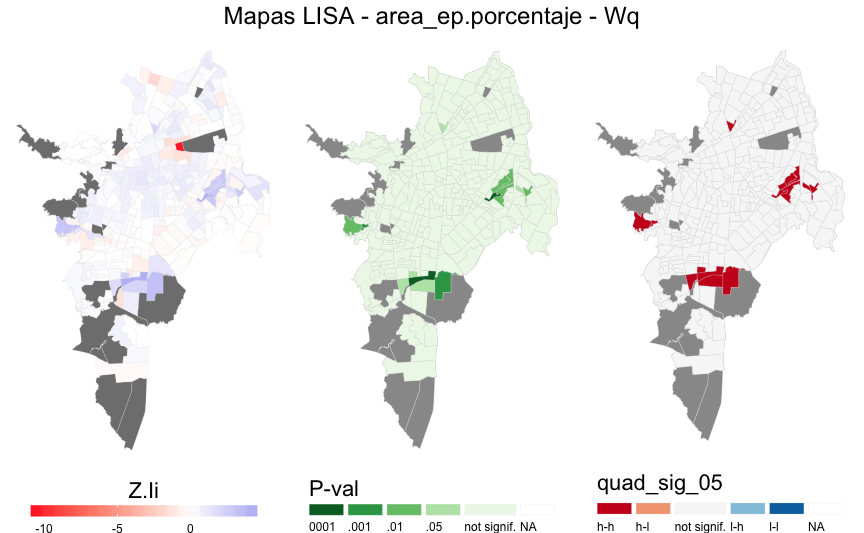 Mapas LISA - area_ep.porcentaje - Wq
Z.Ii
-10 -5 0
P-val
0001 .001 .01 .05 not signif. NA
quad_sig_05
h-h h-l not signif. l-h l-l NA